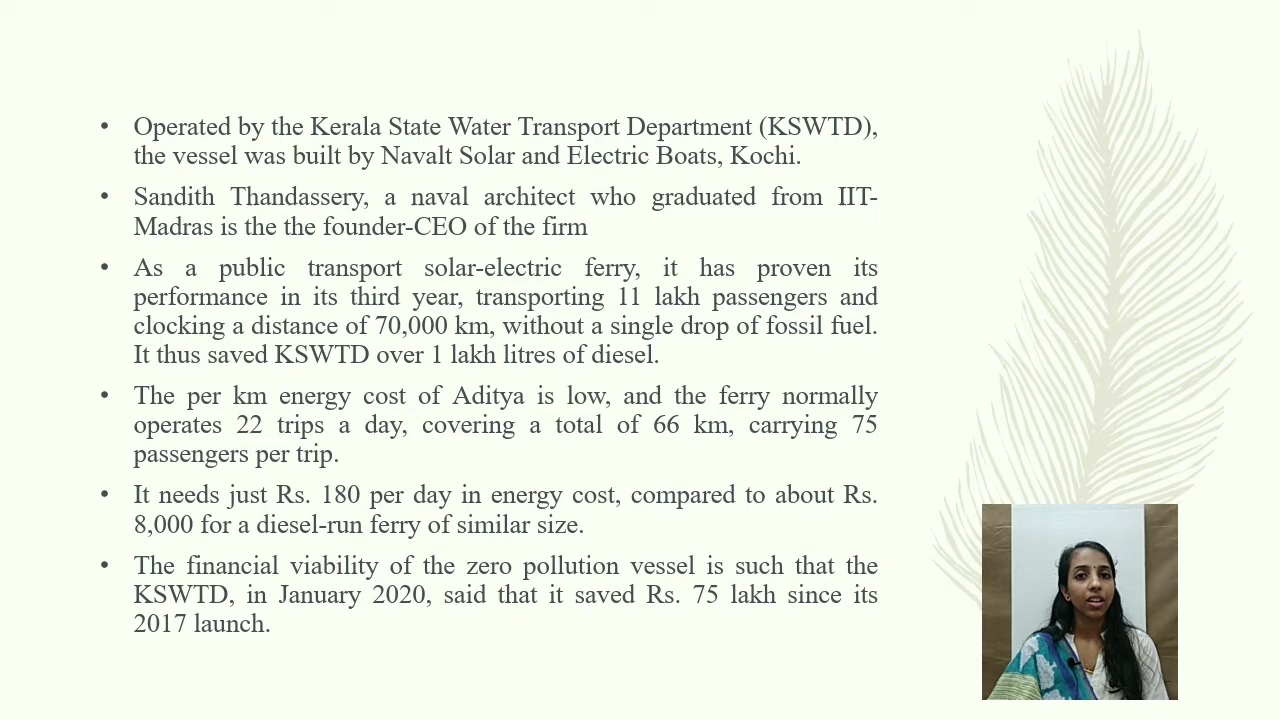 • Operated by the Kerala State Water Transport Department (KSWTD),
the vessel was built by Navalt Solar and Electric Boats, Kochi.
• Sandith Thandassery, a naval architect who graduated from IIT-
Madras is the the founder-CEO of the firm
• As a public transport solar-electric ferry, it has proven its
performance in its third year, transporting 11 lakh passengers and
clocking a distance of 70,000 km, without a single drop of fossil fuel.
It thus saved KSWTD over 1 lakh litres of diesel.
• The per km energy cost of Aditya is low, and the ferry normally
operates 22 trips a day, covering a total of 66 km, carrying 75
passengers per trip.
• It needs just Rs. 180 per day in energy cost, compared to about Rs.
8,000 for a diesel-run ferry of similar size.
• The financial viability of the zero pollution vessel is such that the
KSWTD, in January 2020, said that it saved Rs. 75 lakh since its
2017 launch.